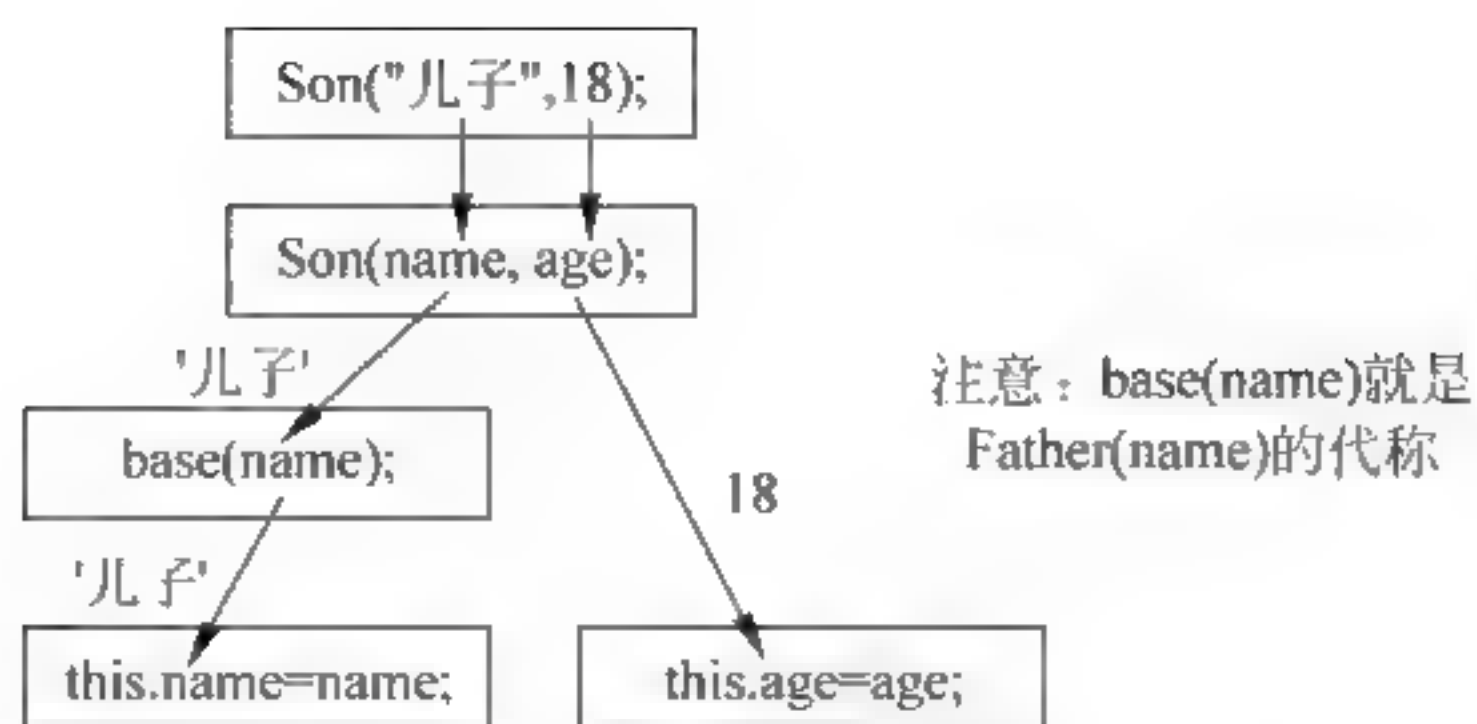 Son("儿子",18);
Son(name, age);
'儿子'
base(name);
注意：base(name)就是
Father(name)的代称
18
'儿子'
this.name=name;
this.age=age;